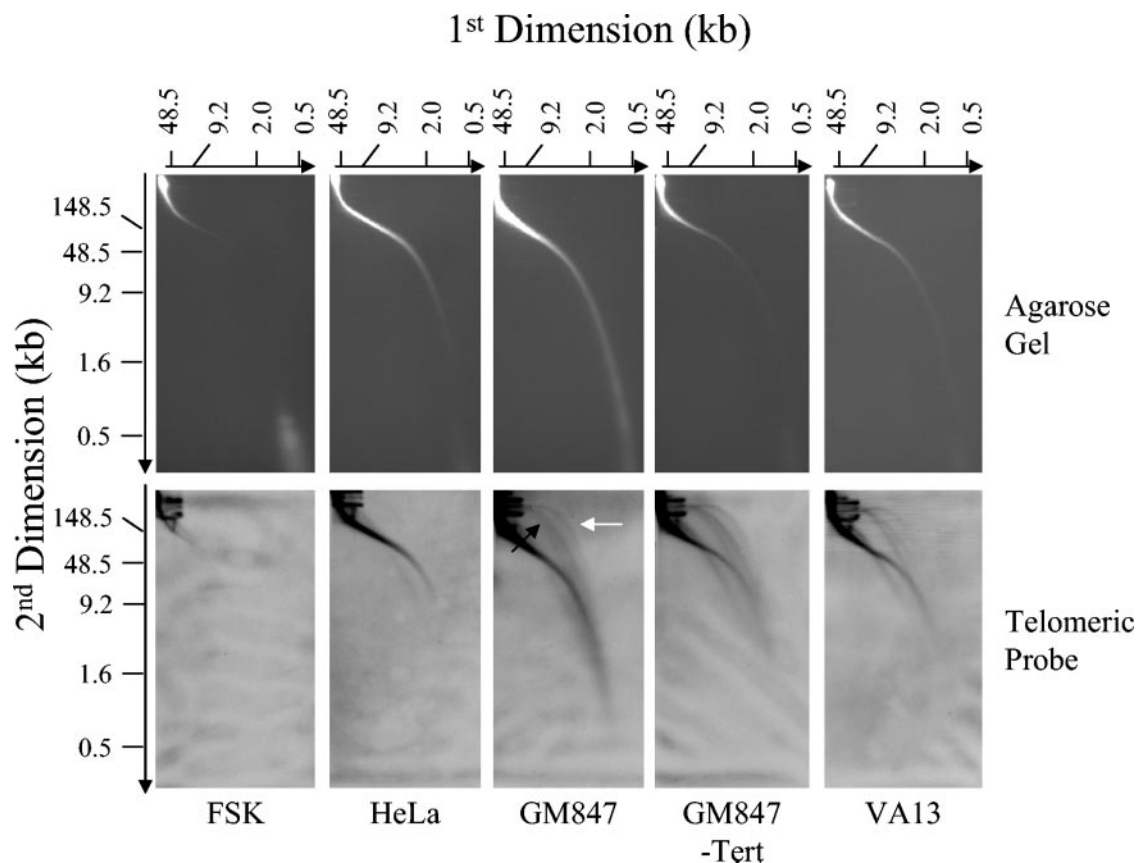 1st Dimension (kb)
48.5 9.2 2.0 0.5 48.5 9.2 2.0 0.5 48.5 9.2 2.0 0.5 48.5 9.2 2.0 0.5 48.5 9.2 2.0 0.5
2nd Dimension (kb)
148.5
48.5
9.2
1.6
0.5
Agarose
Gel
148.5
48.5
9.2
1.6
0.5
Telomeric
Probe
FSK HeLa GM847 GM847 VA13
-Tert